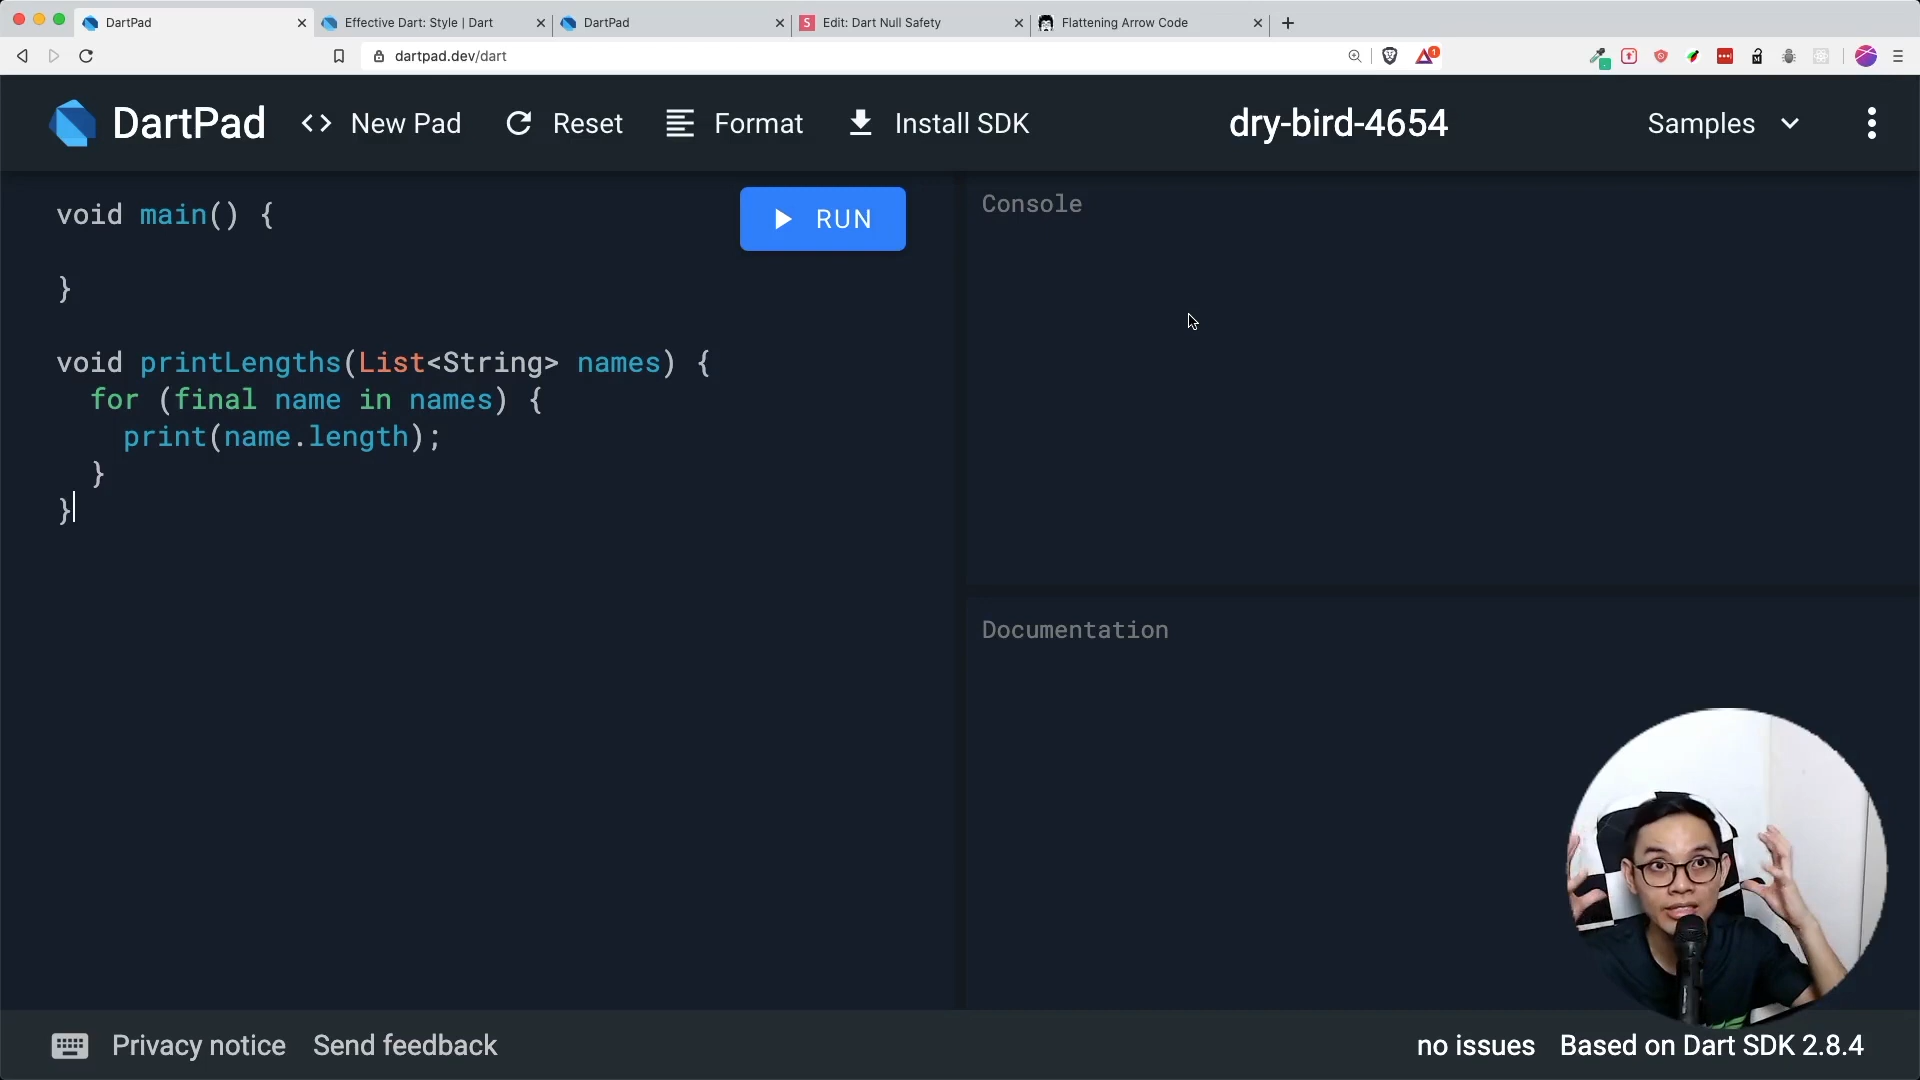 DartPad
Effective Dart: Style | Dart
DartPad
Edit: Dart Null Safety
Flattening Arrow Code
dartpad.dev/dart
DartPad
<> New Pad
Reset
Format
Install SDK
dry-bird-4654
Samples
void main() {
}
void printLengths(List<String> names) {
for (final name in names) {
print(name.length);
}
}
RUN
Console
Documentation
Privacy notice
Send feedback
no issues
Based on Dart SDK 2.8.4